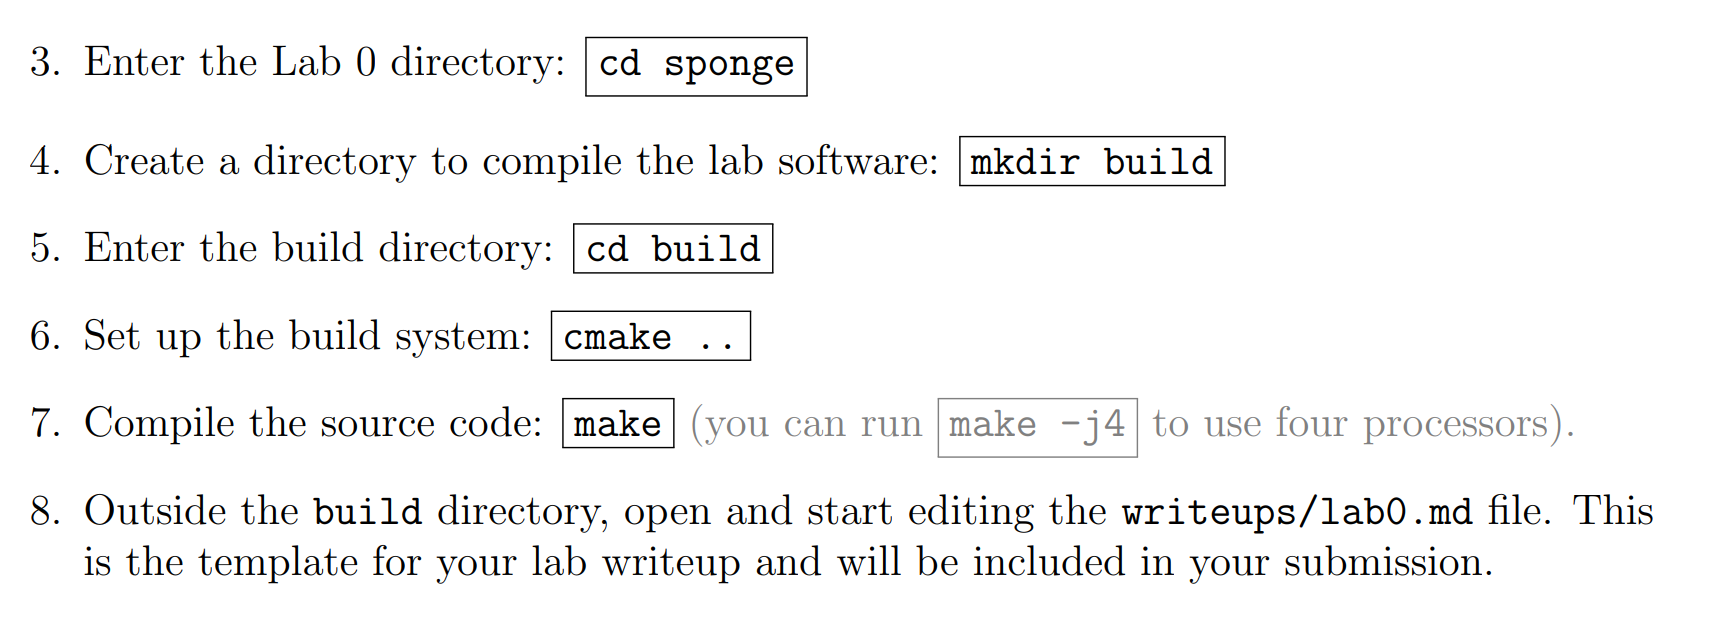 3. Enter the Lab 0 directory: cd sponge
4. Create a directory to compile the lab software: mkdir build
5. Enter the build directory: cd build
6. Set up the build system: cmake ..
7. Compile the source code: make (you can run make -j4 to use four processors).
8. Outside the build directory, open and start editing the writeups/lab0.md file. This
is the template for your lab writeup and will be included in your submission.